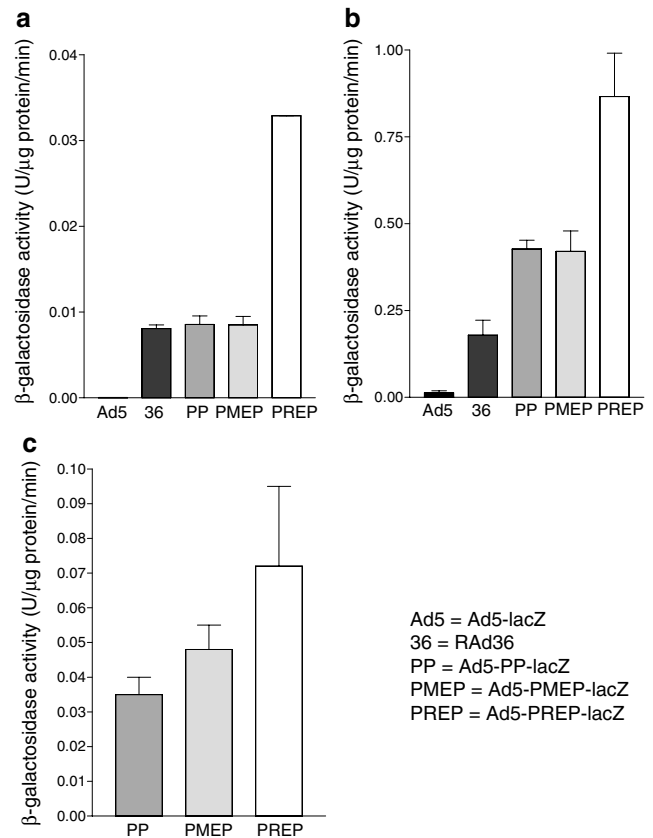 a
β-galactosidase activity (U/μg protein/min)
0.04
0.03
0.02
0.01
0.00
Ad5 36 PP PMEP PREP
b
β-galactosidase activity (U/μg protein/min)
1.00
0.75
0.50
0.25
0.00
Ad5 36 PP PMEP PREP
c
β-galactosidase activity (U/μg protein/min)
0.10
0.09
0.08
0.07
0.06
0.05
0.04
0.03
0.02
0.01
0.00
PP PMEP PREP
Ad5 = Ad5-lacZ
36 = RAd36
PP = Ad5-PP-lacZ
PMEP = Ad5-PMEP-lacZ
PREP = Ad5-PREP-lacZ